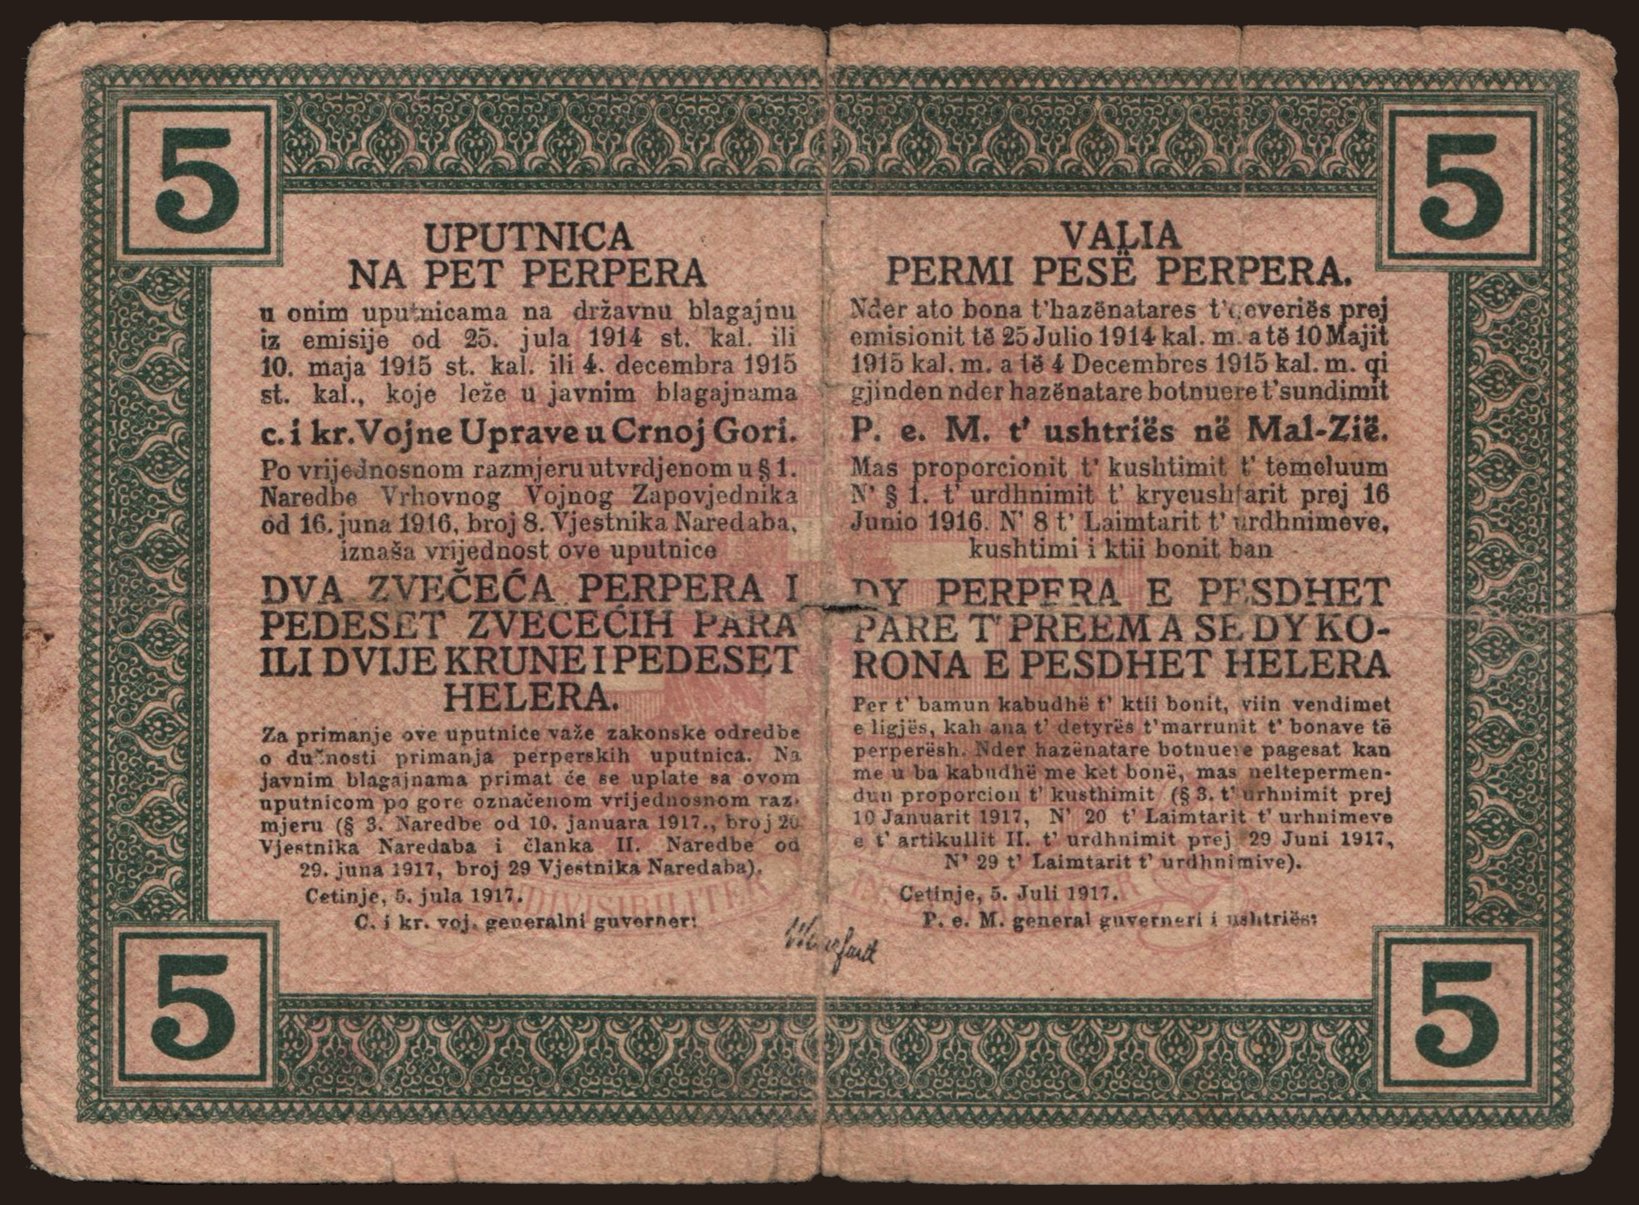 5
5
UPUTNICA
NA PET PERPERA
u onim uputnicama na državnu blagajnu
iz emisije od 25. jula 1914 st. kal. ili
10. maja 1915 st. kal. ili 4. decembra 1915
st. kal., koje leže u javnim blagajnama
c. i kr. Vojne Uprave u Crnoj Gori.
Po vrijednosnom razmjeru utvrdjenom u § 1.
Naredbe Vrhovnog Vojnog Zapovjednika
od 16. juna 1916, broj 8. Vjestnika Naredaba,
iznaša vrijednost ove uputnice
DVA ZVEČEĆA PERPERA I
PEDESET ZVEČEĆIH PARA
ILI DVIJE KRUNE I PEDESET
HELERA.
Za primanje ove uputnice važe zakonske odredbe
o dužnosti primanja perperskih uputnica. Na
javnim blagajnama primat će se uplate sa ovom
uputnicom po gore označenom vrijednosnom raz-
mjeru (§ 3. Naredbe od 10. januara 1917., broj 20
Vjestnika Naredaba i članka II. Naredbe od
29. juna 1917, broj 29 Vjestnika Naredaba).
Cetinje, 5. jula 1917.
C. i kr. voj. generalni guverner:
VALIA
PERMI PESË PERPERA.
Nder ato bona t' hazënatares t' geveriës prej
emisionit të 25 Julio 1914 kal. m. a të 10 Majit
1915 kal. m. a të 4 Decembres 1915 kal. m. qi
gjinden nder hazënatare botnuere t' sundimit
P. e. M. t' ushtriës në Mal-Zië.
Mas proporcionit t' kushtimit t' temeluum
N' § 1. t' urdhnimit t' kryeushtarit prej 16
Junio 1916. N' 8 t' Laimtarit t' urdhnimeve,
kushtimi i ktii bonit ban
DY PERPERA E PESDHET
PARE T' PREEM A SE DY KO-
RONA E PESDHET HELERA
Per t' bamun kabudhë t' ktii bonit, viin vendimet
e ligjës, kah ana t' detyrës t' marrunit t' bonave të
perperësh. Nder hazënatare botnuere pagesat kan
me u ba kabudhë me ket bonë, mas neltepermen-
dun proporcion t' kusthimit (§ 3. t' urhnimit prej
10 Januarit 1917, N' 20 t' Laimtarit t' urhnimeve
e t' artikullit II. t' urdhnimit prej 29 Juni 1917,
N' 29 t' Laimtarit t' urdhnimive).
Cetinje, 5. Juli 1917.
P. e. M. general guverneri i ushtriës:
INDIVISIBILITER
5
5